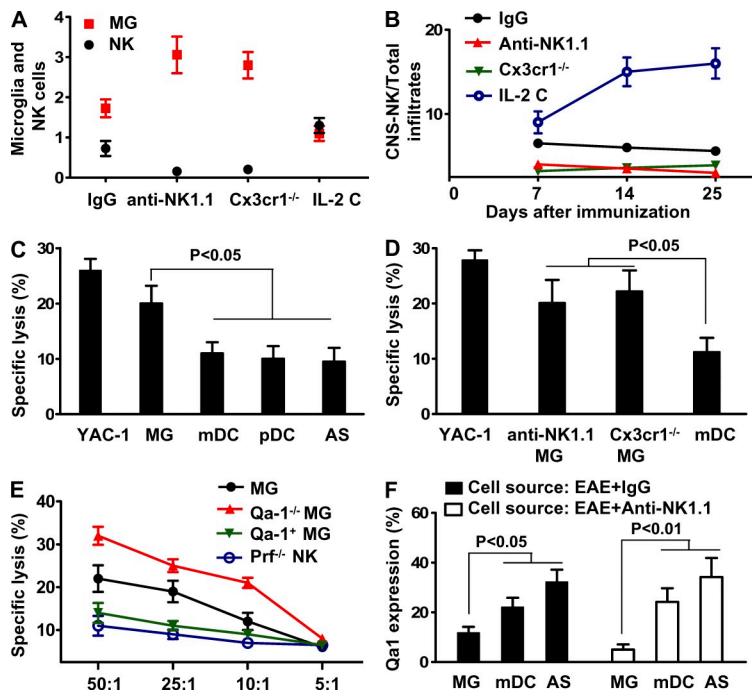 A
MG
NK
Microglia and
NK cells
4
3
2
1
0
IgG anti-NK1.1 Cx3cr1-/- IL-2 C
B
IgG
Anti-NK1.1
Cx3cr1-/-
IL-2 C
CNS-NK/Total
infiltrates
20
10
0 7 14 25
Days after immunization
C
P<0.05
Specific lysis (%)
30
20
10
0
YAC-1 MG mDC pDC AS
D
P<0.05
Specific lysis (%)
30
20
10
0
YAC-1 anti-NK1.1 Cx3cr1-/- mDC
MG MG
E
MG
Qa-1-/- MG
Qa-1+ MG
Prf-/- NK
Specific lysis (%)
40
30
20
10
50:1 25:1 10:1 5:1
F
Cell source: EAE+IgG
Cell source: EAE+Anti-NK1.1
P<0.05
P<0.01
Qa1 expression (%)
60
40
20
0
MG mDC AS MG mDC AS